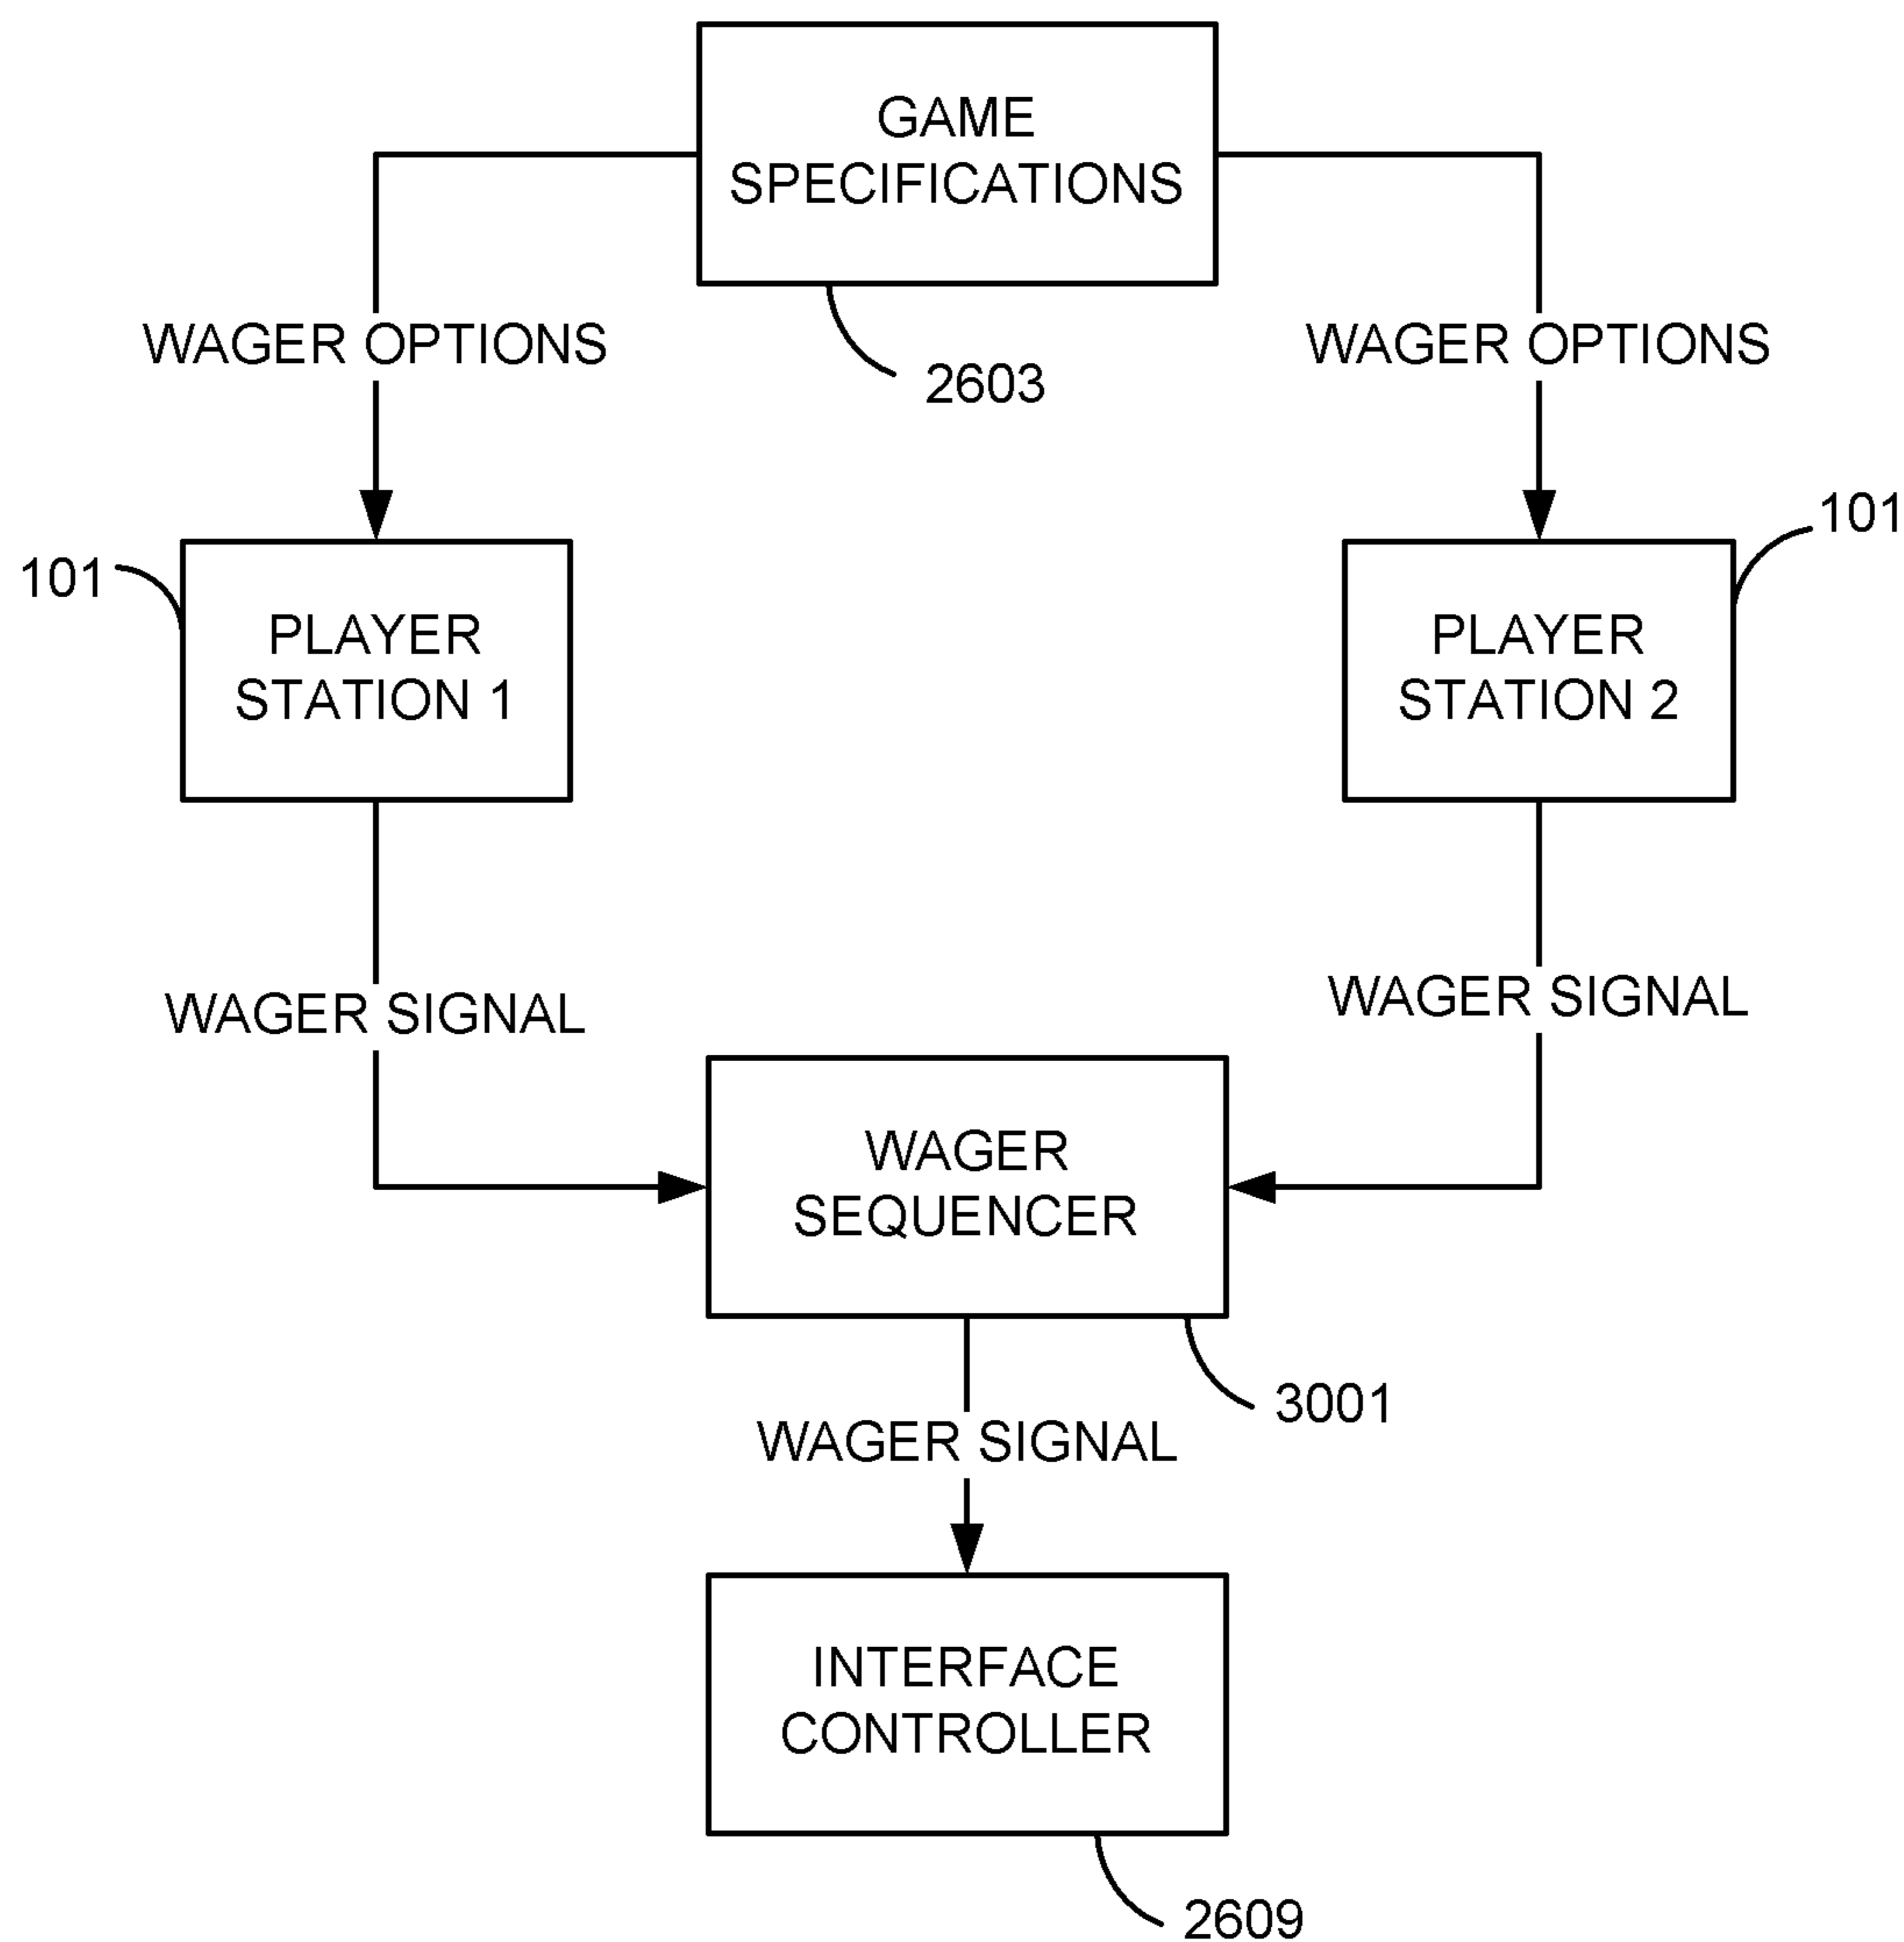 GAME
SPECIFICATIONS
WAGER OPTIONS
WAGER OPTIONS
2603
101
101
PLAYER
STATION 1
PLAYER
STATION 2
WAGER SIGNAL
WAGER SIGNAL
WAGER
SEQUENCER
3001
WAGER SIGNAL
INTERFACE
CONTROLLER
2609